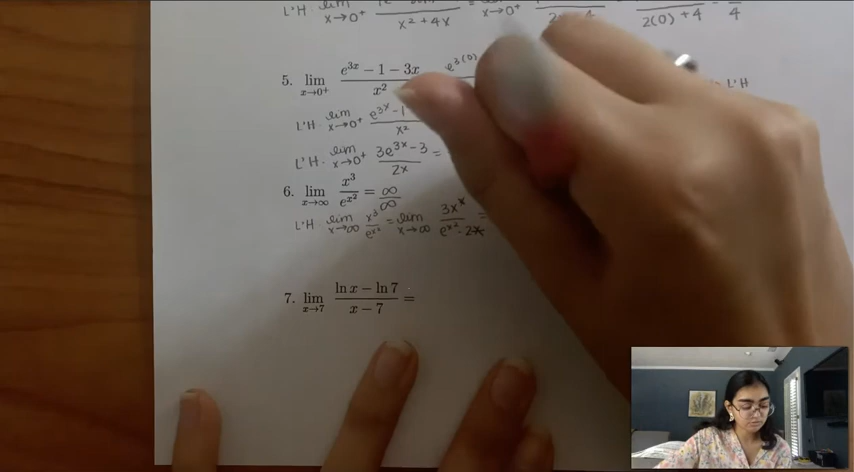 L'H lim x→0⁺ x² + 4x = lim x→0⁺ 2(0) + 4 4
5. lim x→0⁺ (e^{3x} − 1 − 3x)/x² e^{3(0)} L'H
L'H lim x→0⁺ e^{3x} − 1 / x²
L'H. lim x→0⁺ (3e^{3x} − 3)/2x =
6. lim x→∞ x³/e^{x²} = ∞/∞
L'H lim x→∞ x³/e^{x²} = lim x→∞ 3x^x/(e^{x²} · 2x) =
7. lim x→7 (ln x − ln 7)/(x − 7) =